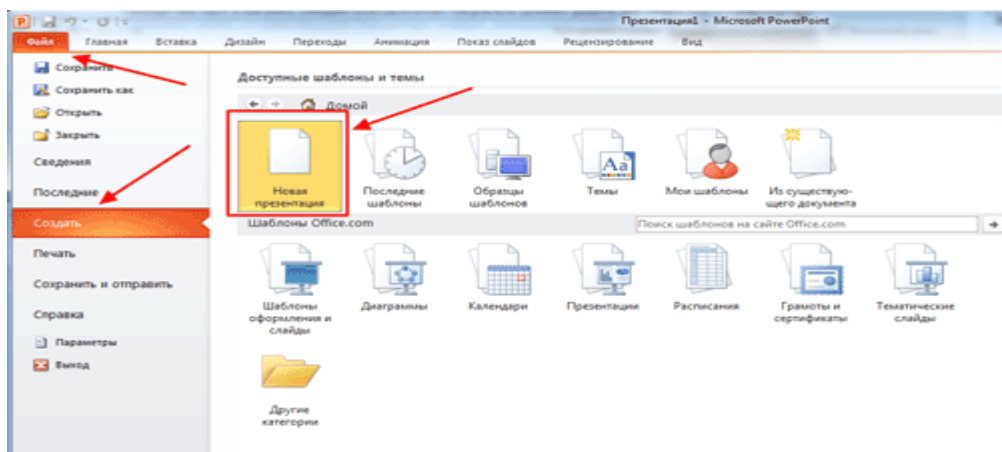 Презентация1 - Microsoft PowerPoint
Файл Главная Вставка Дизайн Переходы Анимация Показ слайдов Рецензирование Вид
Сохранить
Сохранить как
Открыть
Закрыть
Сведения
Последние
Создать
Печать
Сохранить и отправить
Справка
Параметры
Выход
Доступные шаблоны и темы
Домой
Новая
презентация
Последние
шаблоны
Образцы
шаблонов
Aa
Темы
Мои шаблоны
Из существую-
щего документа
Шаблоны Office.com
Поиск шаблонов на сайте Office.com
Шаблоны
оформления и
слайды
Диаграммы
Календари
Презентации
Расписания
Грамоты и
сертификаты
Тематические
слайды
Другие
категории